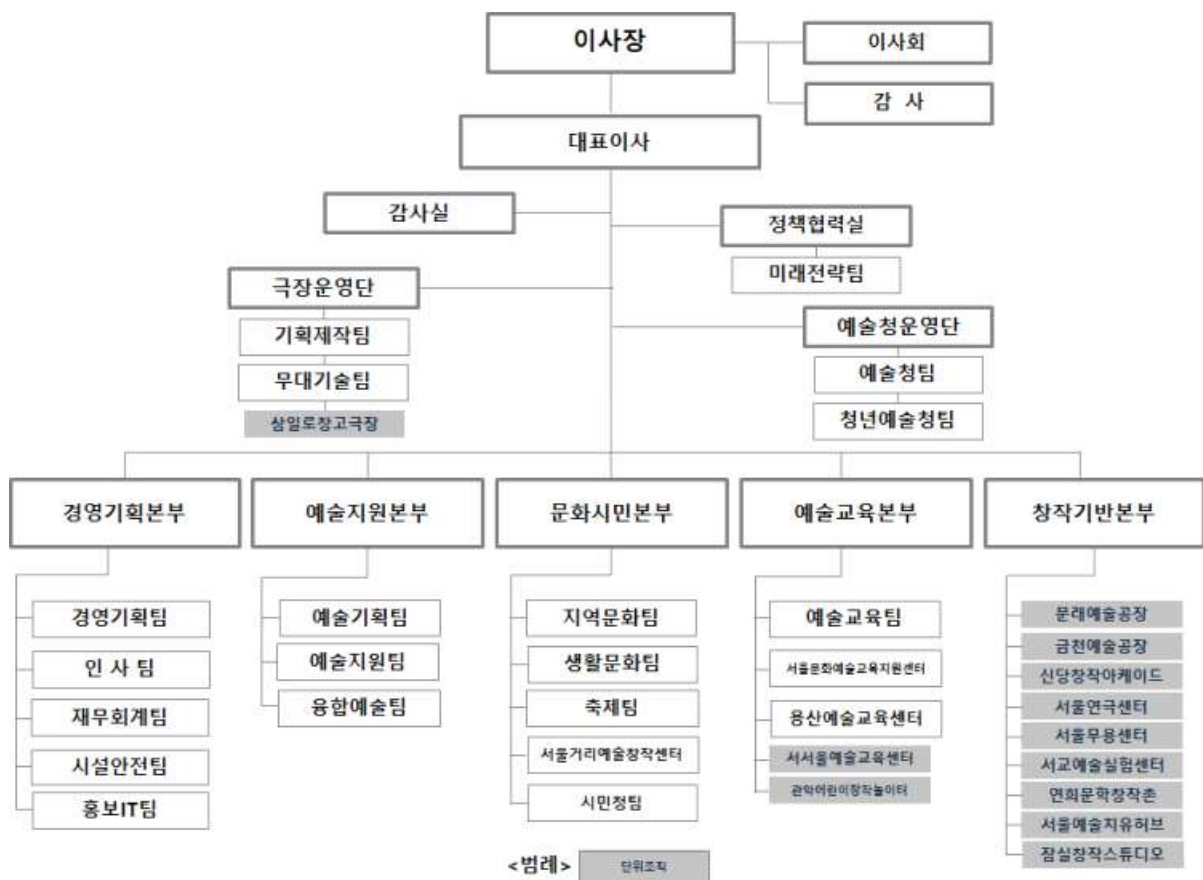 이사장
이사회
감 사
대표이사
감사실
정책협력실
미래전략팀
극장운영단
기획제작팀
무대기술팀
삼일로창고극장
예술청운영단
예술청팀
청년예술청팀
경영기획본부
예술지원본부
문화시민본부
예술교육본부
창작기반본부
경영기획팀
인 사 팀
재무회계팀
시설안전팀
홍보IT팀
예술기획팀
예술지원팀
융합예술팀
지역문화팀
생활문화팀
축제팀
서울거리예술창작센터
시민청팀
예술교육팀
서울문화예술교육지원센터
용산예술교육센터
서서울예술교육센터
관악어린이창작놀이터
문래예술공장
금천예술공장
신당창작아케이드
서울연극센터
서울무용센터
서교예술실험센터
연희문학창작촌
서울예술치유허브
잠실창작스튜디오
<범례>
단위조직